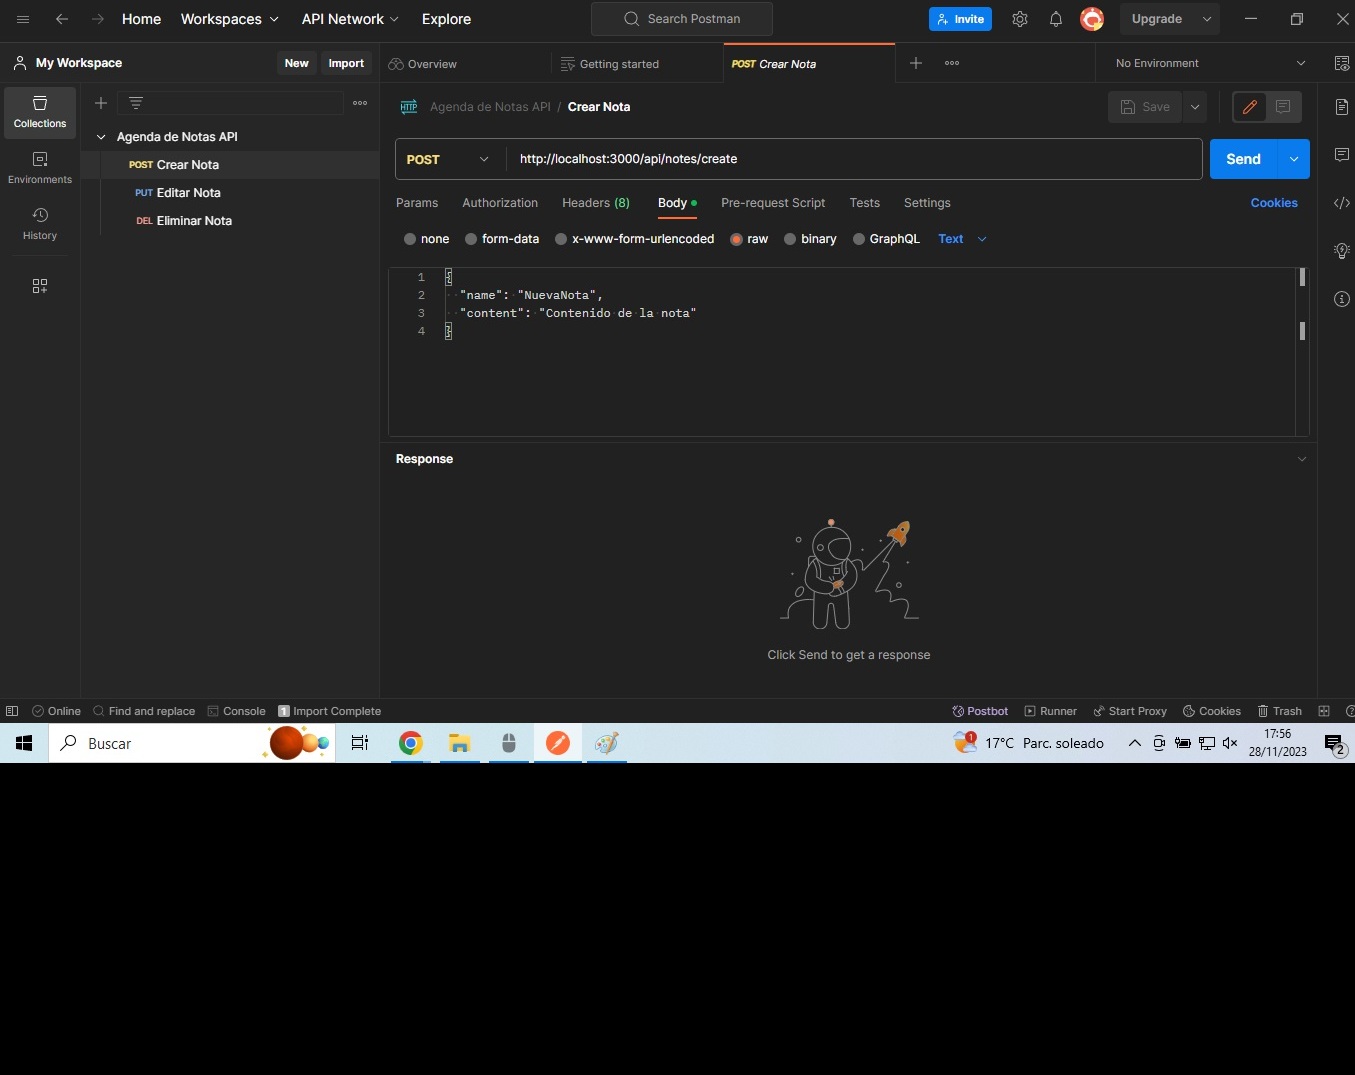 Home Workspaces API Network Explore Search Postman Invite Upgrade
My Workspace New Import Overview Getting started POST Crear Nota No Environment
Collections
Environments
History
Agenda de Notas API
POST Crear Nota
PUT Editar Nota
DEL Eliminar Nota
HTTP Agenda de Notas API / Crear Nota Save
POST http://localhost:3000/api/notes/create Send
Params Authorization Headers (8) Body Pre-request Script Tests Settings Cookies
none form-data x-www-form-urlencoded raw binary GraphQL Text
1 {
2 "name": "NuevaNota",
3 "content": "Contenido de la nota"
4 }
Response
Click Send to get a response
Online Find and replace Console 1 Import Complete Postbot Runner Start Proxy Cookies Trash
Buscar 1 17°C Parc. soleado 17:56
28/11/2023 2